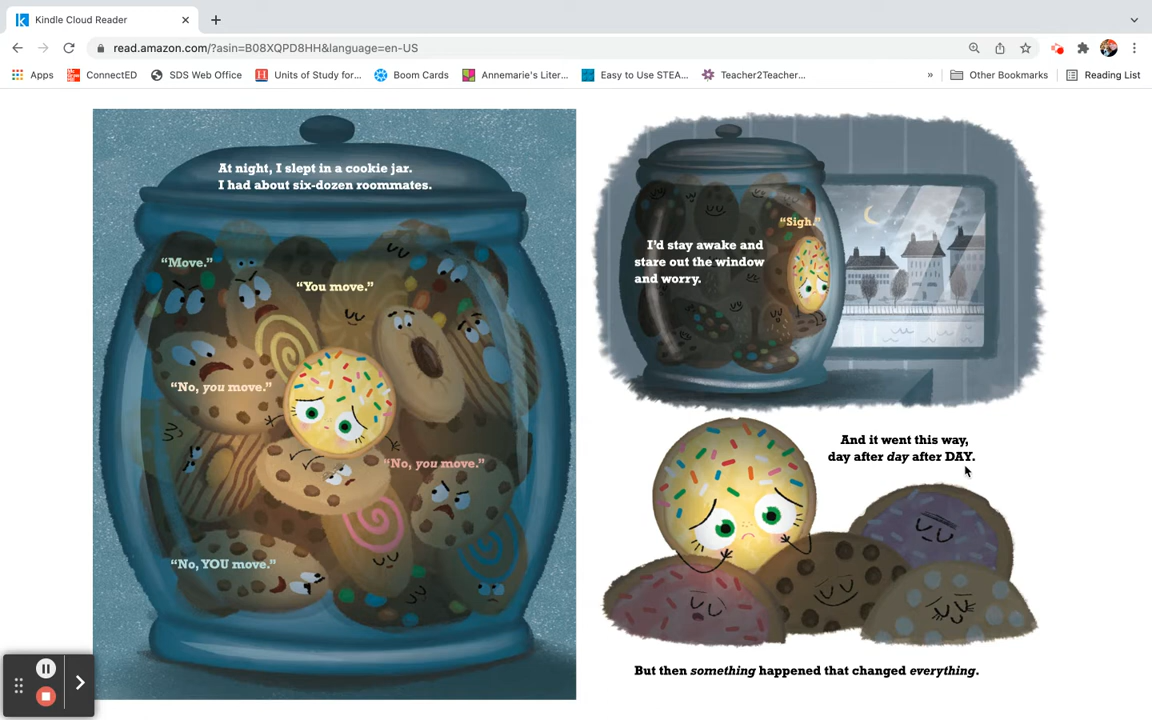 Kindle Cloud Reader
read.amazon.com/?asin=B08XQPD8HH&language=en-US
Apps
ConnectED
SDS Web Office
Units of Study for...
Boom Cards
Annemarie's Liter...
Easy to Use STEA...
Teacher2Teacher...
»
Other Bookmarks
Reading List
At night, I slept in a cookie jar.
I had about six-dozen roommates.
“Move.”
“You move.”
“No, you move.”
“No, you move.”
“No, YOU move.”
“Sigh.”
I’d stay awake and
stare out the window
and worry.
And it went this way,
day after day after DAY.
But then something happened that changed everything.